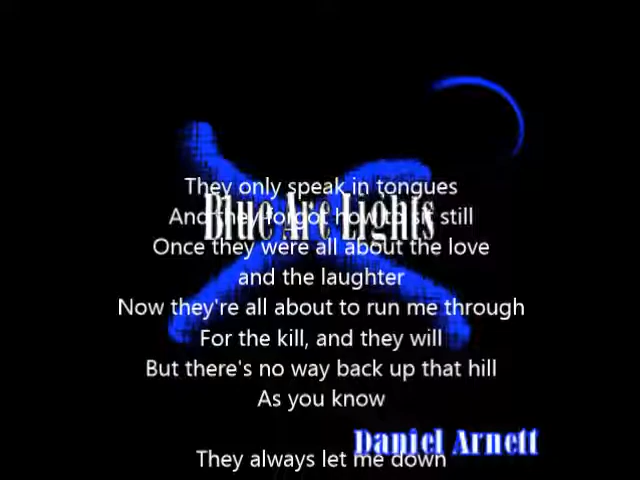 They only speak in tongues
And they forgot how to sit still
Blue Arc Lights
Once they were all about the love
and the laughter
Now they're all about to run me through
For the kill, and they will
But there's no way back up that hill
As you know
Daniel Arnett
They always let me down